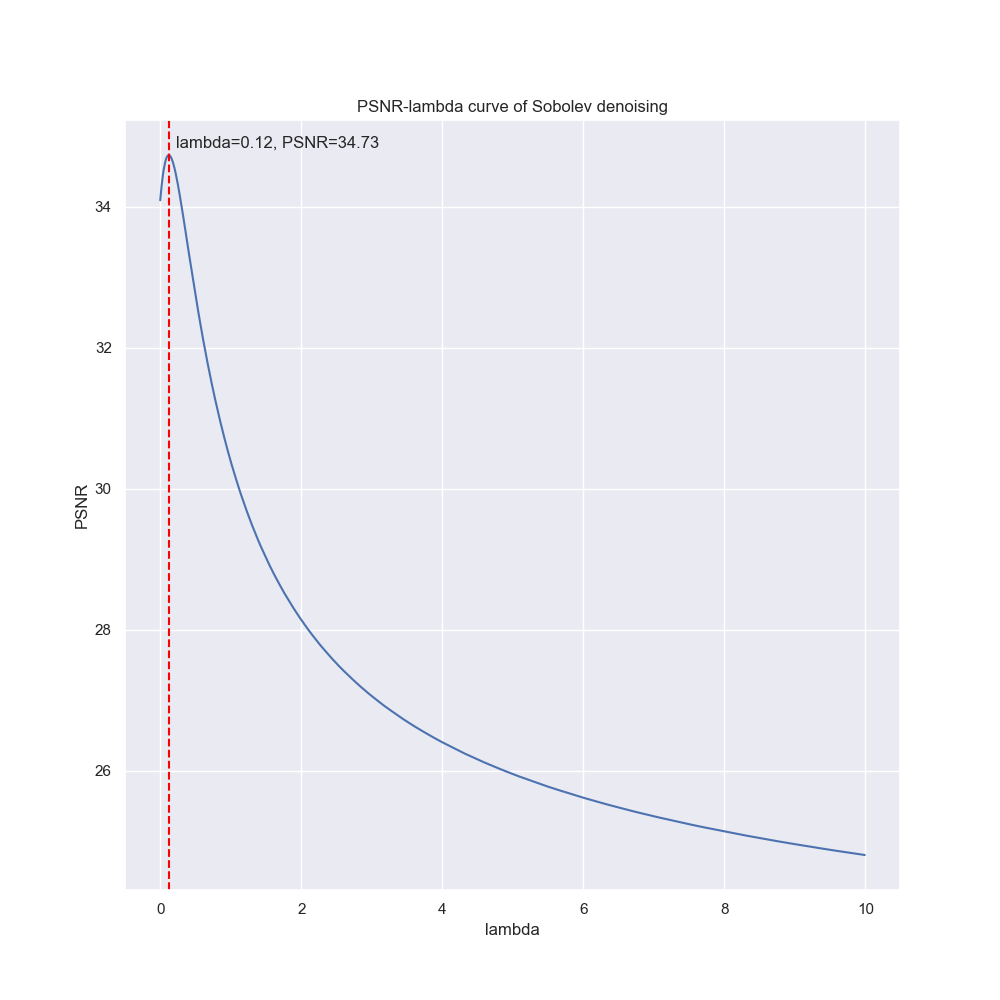 PSNR-lambda curve of Sobolev denoising
lambda=0.12, PSNR=34.73
34
32
30
28
26
PSNR
0 2 4 6 8 10
lambda